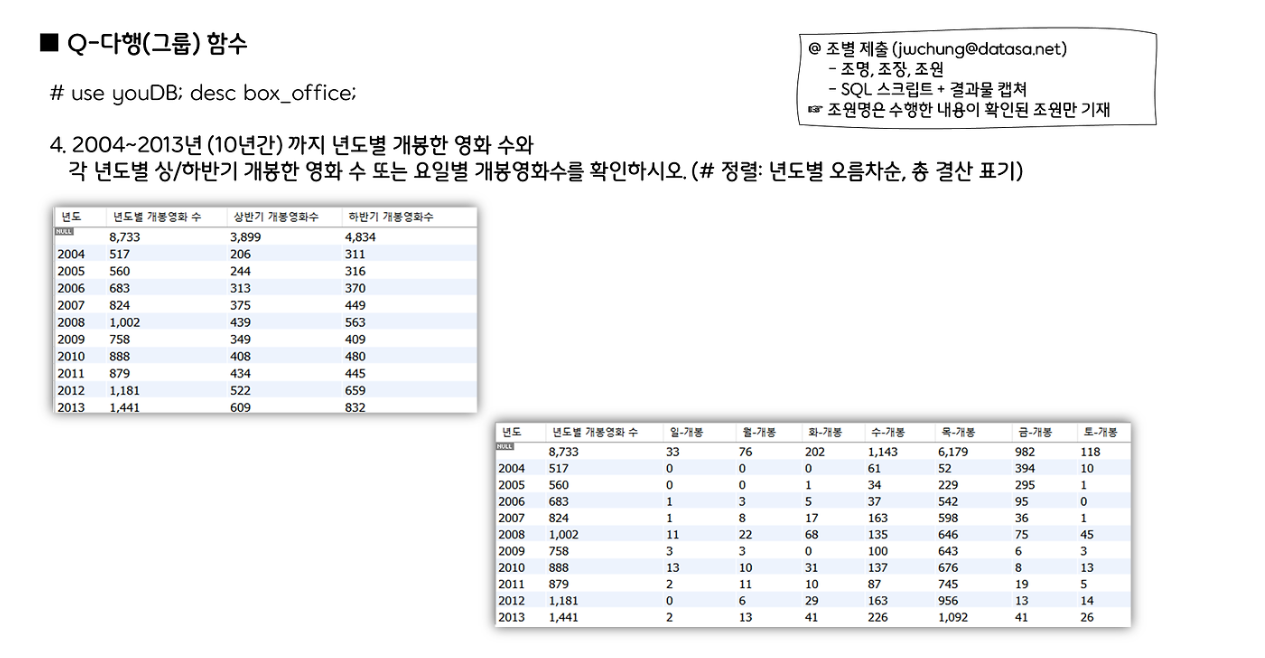 ■ Q-다행(그룹) 함수
@ 조별 제출 (jwchung@datasa.net)
- 조명, 조장, 조원
- SQL 스크립트 + 결과물 캡쳐
☞ 조원명은 수행한 내용이 확인된 조원만 기재
# use youDB; desc box_office;
4. 2004~2013년 (10년간) 까지 년도별 개봉한 영화 수와
각 년도별 상/하반기 개봉한 영화 수 또는 요일별 개봉영화수를 확인하시오. (# 정렬: 년도별 오름차순, 총 결산 표기)
년도 년도별 개봉영화 수 상반기 개봉영화수 하반기 개봉영화수
NULL 8,733 3,899 4,834
2004 517 206 311
2005 560 244 316
2006 683 313 370
2007 824 375 449
2008 1,002 439 563
2009 758 349 409
2010 888 408 480
2011 879 434 445
2012 1,181 522 659
2013 1,441 609 832
년도 년도별 개봉영화 수 일-개봉 월-개봉 화-개봉 수-개봉 목-개봉 금-개봉 토-개봉
NULL 8,733 33 76 202 1,143 6,179 982 118
2004 517 0 0 0 61 52 394 10
2005 560 0 0 1 34 229 295 1
2006 683 1 3 5 37 542 95 0
2007 824 1 8 17 163 598 36 1
2008 1,002 11 22 68 135 646 75 45
2009 758 3 3 0 100 643 6 3
2010 888 13 10 31 137 676 8 13
2011 879 2 11 10 87 745 19 5
2012 1,181 0 6 29 163 956 13 14
2013 1,441 2 13 41 226 1,092 41 26